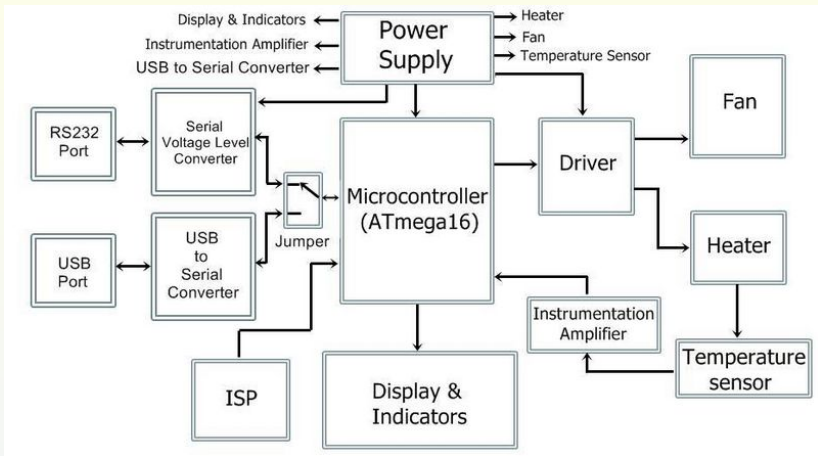 Display & Indicators
Instrumentation Amplifier
USB to Serial Converter
Power
Supply
Heater
Fan
Temperature Sensor
RS232
Port
Serial
Voltage Level
Converter
Jumper
Microcontroller
(ATmega16)
Driver
Fan
USB
Port
USB
to
Serial
Converter
Heater
Instrumentation
Amplifier
Temperature
sensor
ISP
Display &
Indicators